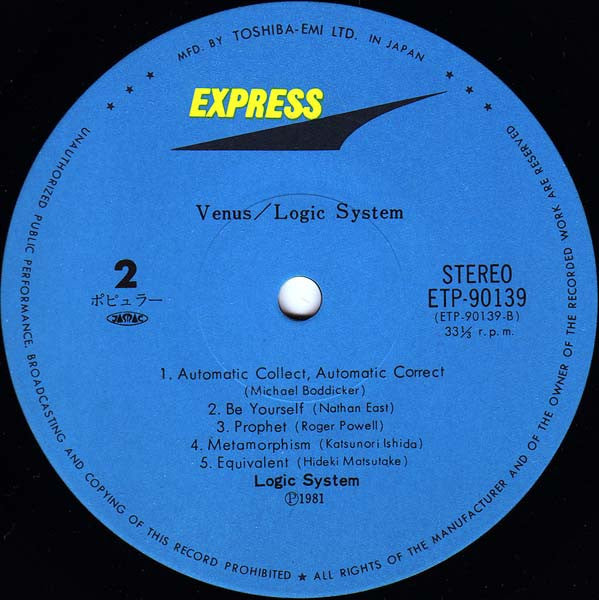 MFD. BY TOSHIBA-EMI LTD. IN JAPAN
EXPRESS
Venus/Logic System
2
ポピュラー
JASRAC
STEREO
ETP-90139
(ETP-90139-B)
33⅓ r.p.m.
1. Automatic Collect, Automatic Correct
(Michael Boddicker)
2. Be Yourself (Nathan East)
3. Prophet (Roger Powell)
4. Metamorphism (Katsunori Ishida)
5. Equivalent (Hideki Matsutake)
Logic System
Ⓟ1981
★ ★ ★ UNAUTHORIZED PUBLIC PERFORMANCE, BROADCASTING AND COPYING OF THIS RECORD PROHIBITED ★ ALL RIGHTS OF THE MANUFACTURER AND OF THE OWNER OF THE RECORDED WORK ARE RESERVED ★ ★ ★